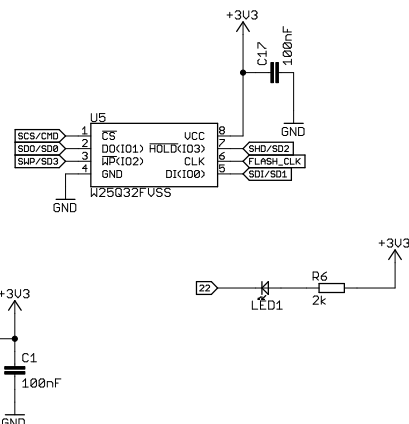 +3V3
C17
100nF
GND
U5
SCS/CMD 1 CS VCC 8
SDO/SD0 2 DO(IO1) HOLD(IO3) 7 SHD/SD2
SWP/SD3 3 WP(IO2) CLK 6 FLASH_CLK
4 GND DI(IO0) 5 SDI/SD1
W25Q32FVSS
GND
+3V3
22
LED1
R6
2k
+3V3
C1
100nF
GND